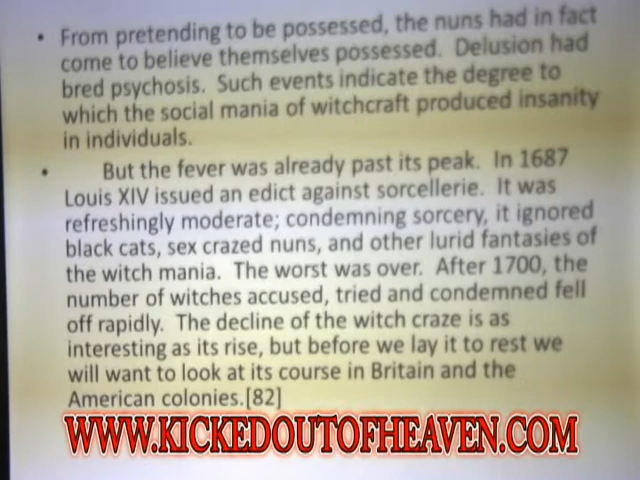 • From pretending to be possessed, the nuns had in fact
come to believe themselves possessed. Delusion had
bred psychosis. Such events indicate the degree to
which the social mania of witchcraft produced insanity
in individuals.
• But the fever was already past its peak. In 1687
Louis XIV issued an edict against sorcellerie. It was
refreshingly moderate; condemning sorcery, it ignored
black cats, sex crazed nuns, and other lurid fantasies of
the witch mania. The worst was over. After 1700, the
number of witches accused, tried and condemned fell
off rapidly. The decline of the witch craze is as
interesting as its rise, but before we lay it to rest we
will want to look at its course in Britain and the
American colonies.[82]
WWW.KICKEDOUTOFHEAVEN.COM